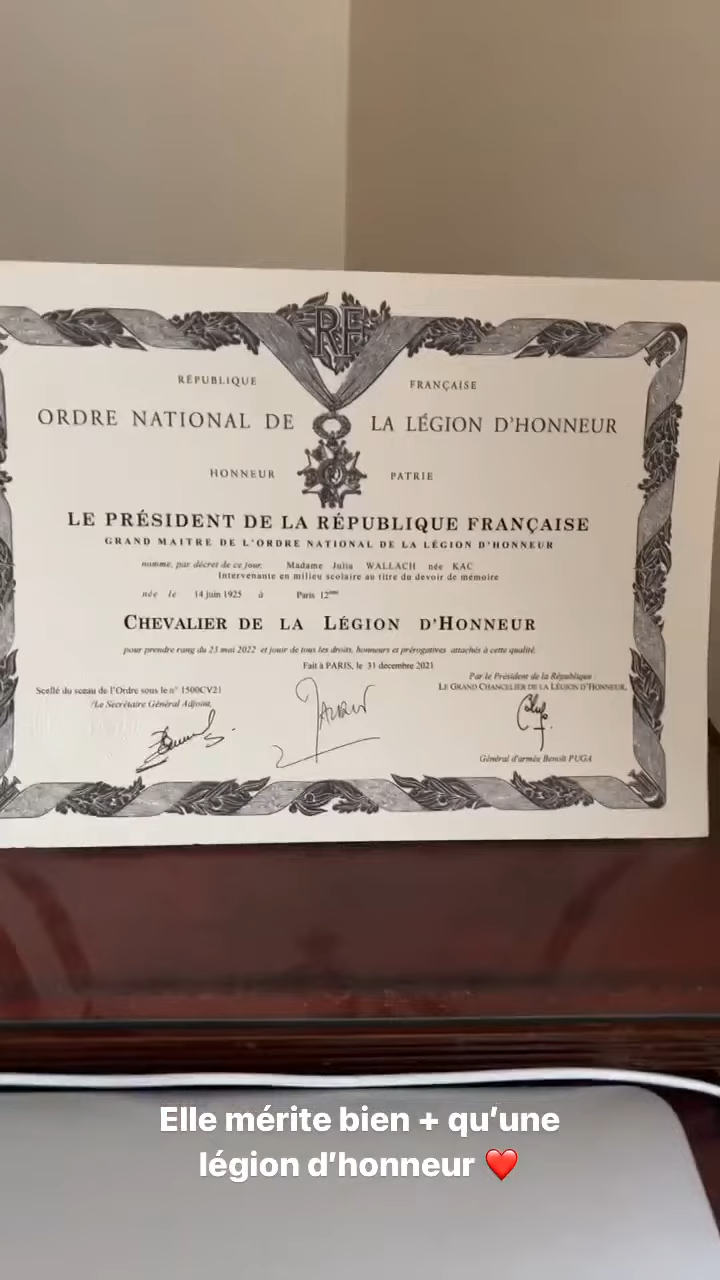 RF
RÉPUBLIQUE FRANÇAISE
ORDRE NATIONAL DE LA LÉGION D'HONNEUR
HONNEUR PATRIE
LE PRÉSIDENT DE LA RÉPUBLIQUE FRANÇAISE
GRAND MAITRE DE L'ORDRE NATIONAL DE LA LÉGION D'HONNEUR
nomme, par décret de ce jour, Madame Julia WALLACH née KAC
Intervenante en milieu scolaire au titre du devoir de mémoire
née le 14 juin 1925 à Paris 12ème
CHEVALIER DE LA LÉGION D'HONNEUR
pour prendre rang du 23 mai 2022 et jouir de tous les droits, honneurs et prérogatives attachés à cette qualité.
Fait à PARIS, le 31 décembre 2021
Scellé du sceau de l'Ordre sous le n° 1500CV21
Le Secrétaire Général Adjoint,
Par le Président de la République :
LE GRAND CHANCELIER DE LA LÉGION D'HONNEUR,
Général d'armée Benoît PUGA
Elle mérite bien + qu'une
légion d'honneur ❤️